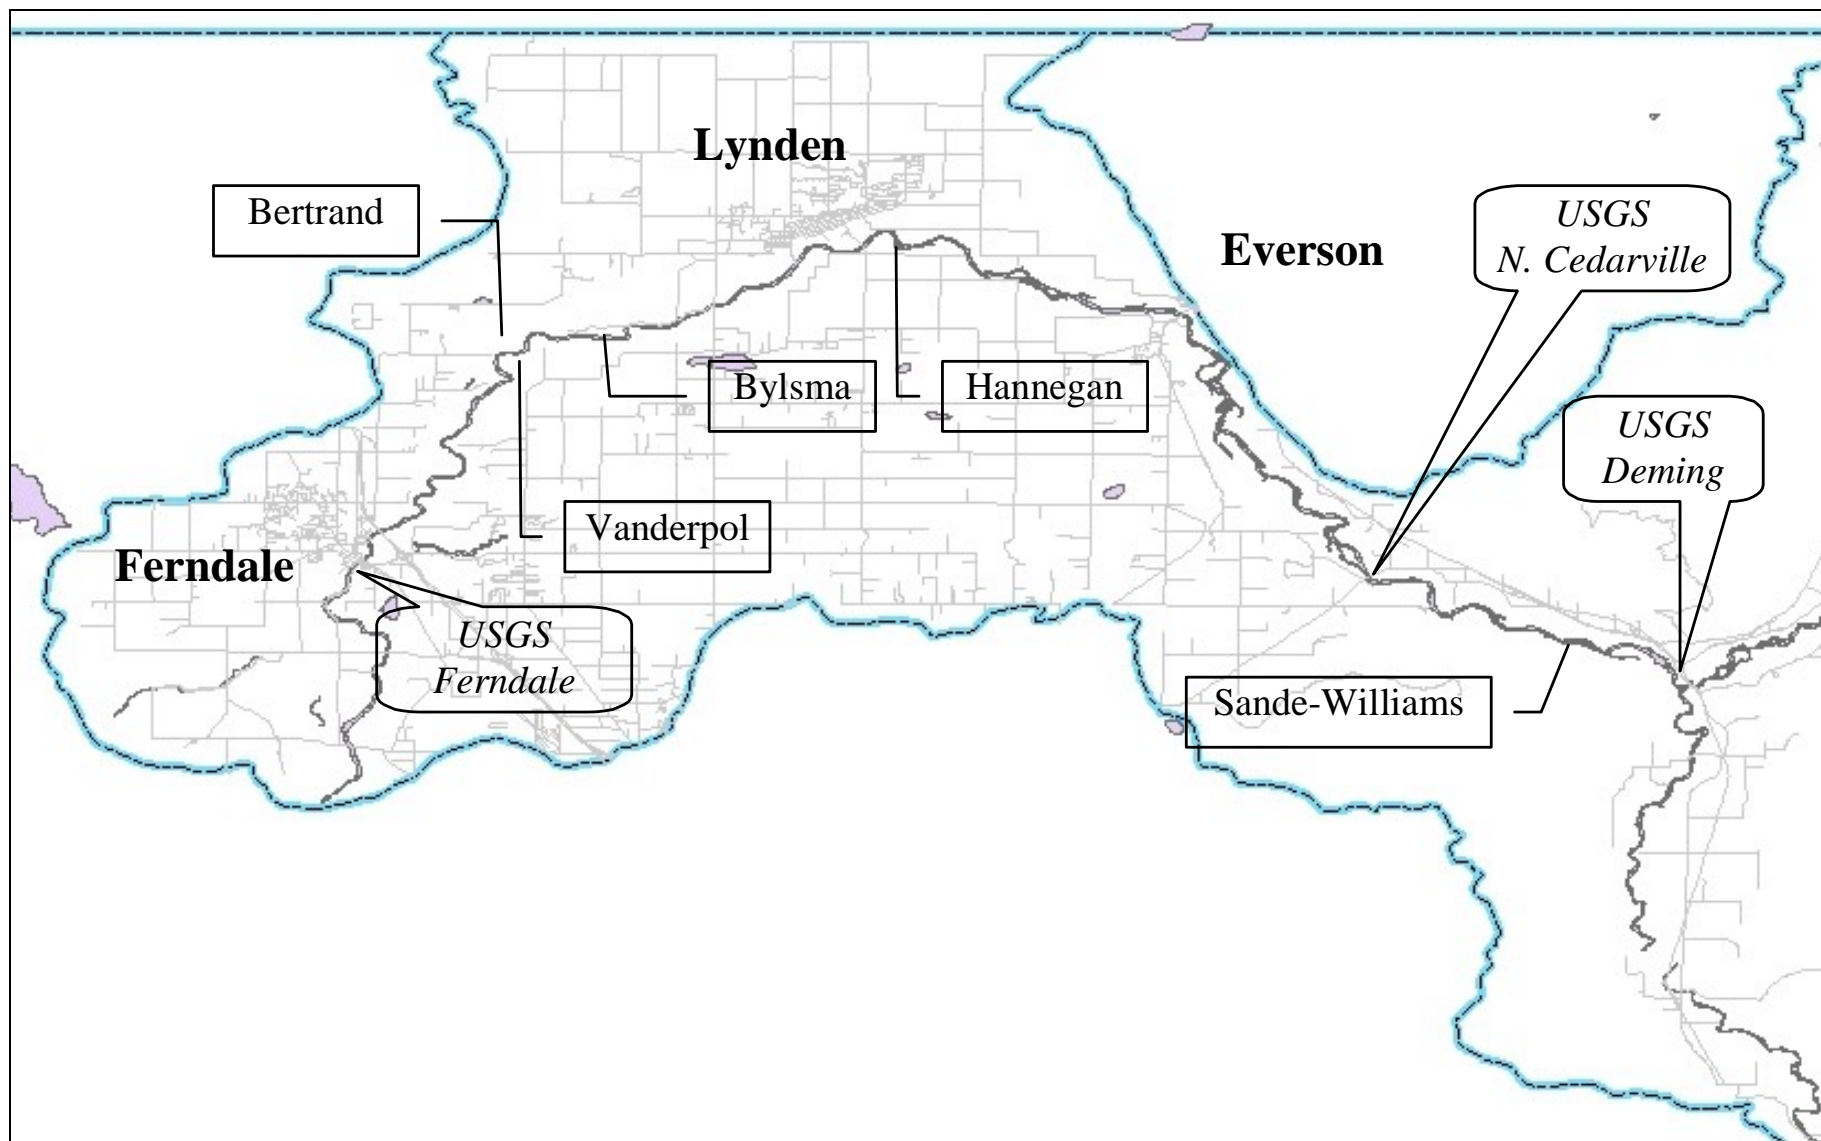 Lynden
Bertrand
USGS
N. Cedarville
Everson
Bylsma
Hannegan
USGS
Deming
Vanderpol
Ferndale
USGS
Ferndale
Sande-Williams